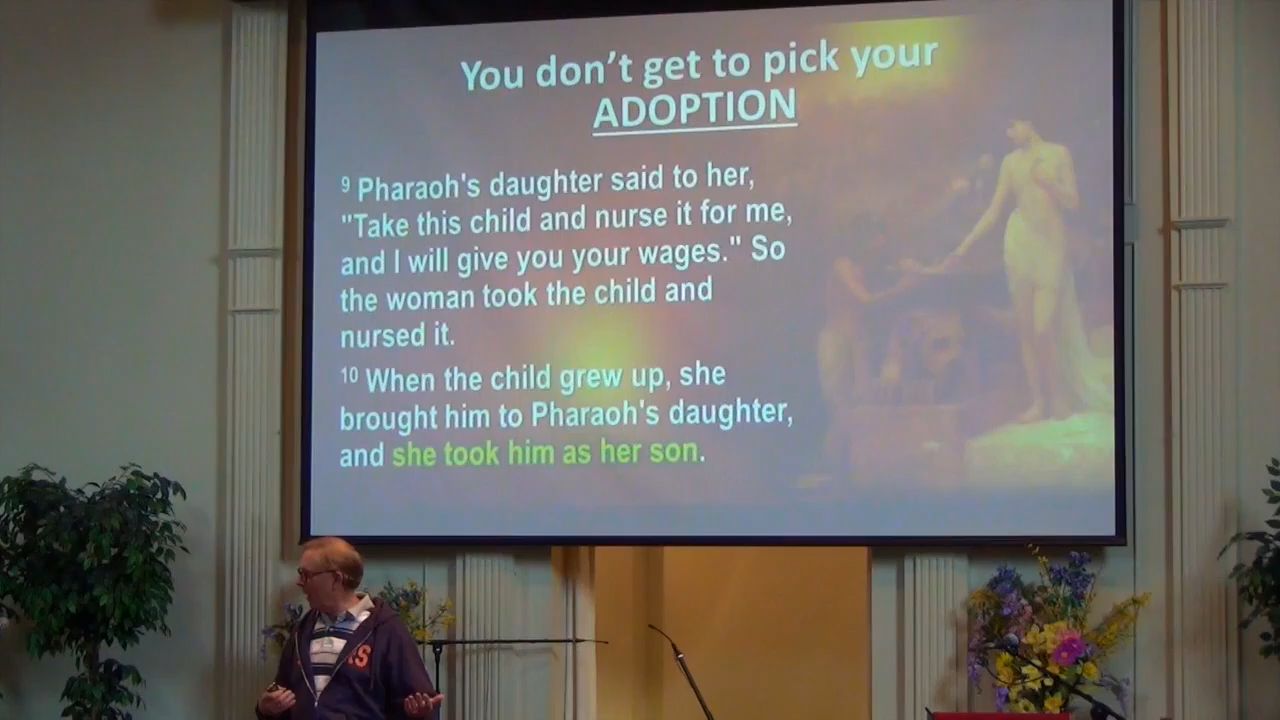 You don't get to pick your
ADOPTION
9 Pharaoh's daughter said to her,
"Take this child and nurse it for me,
and I will give you your wages." So
the woman took the child and
nursed it.
10 When the child grew up, she
brought him to Pharaoh's daughter,
and she took him as her son.